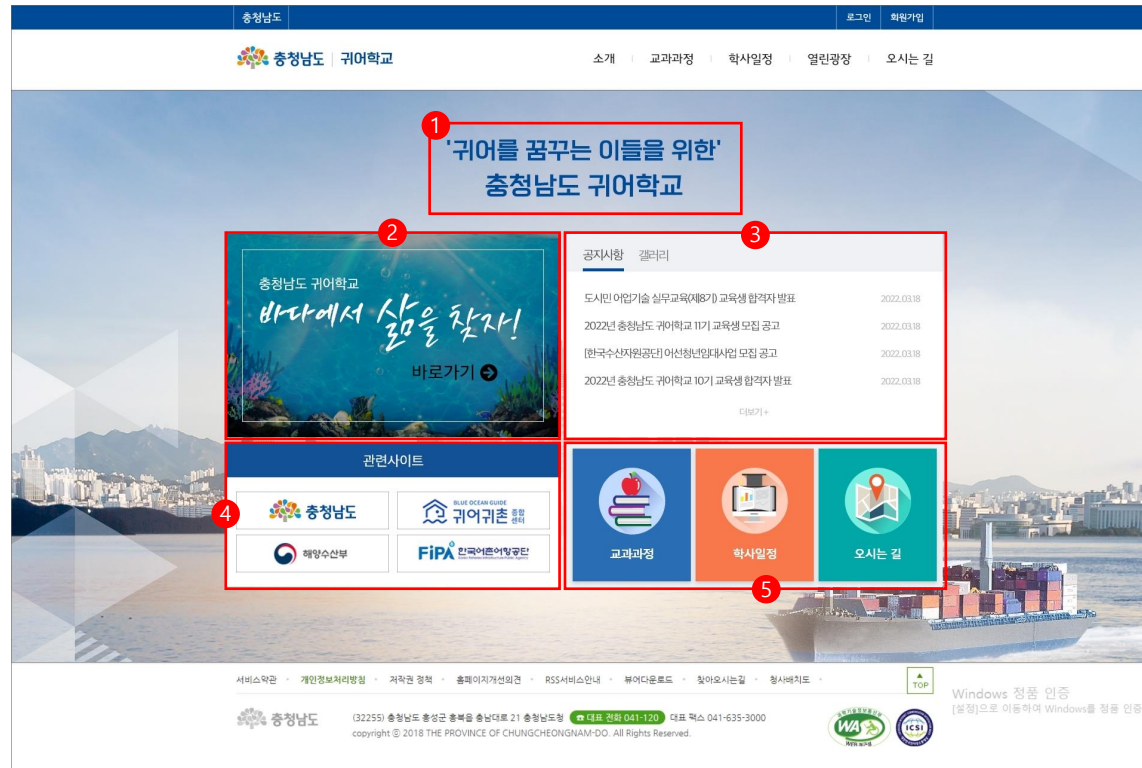 충청남도
로그인 회원가입
충청남도 귀어학교
소개 교과과정 학사일정 열린광장 오시는 길
1
'귀어를 꿈꾸는 이들을 위한'
충청남도 귀어학교
2
충청남도 귀어학교
바다에서 삶을 찾자!
바로가기
3
공지사항 갤러리
도시민 어업기술 실무교육(제8기) 교육생 합격자 발표 2022.03.18
2022년 충청남도 귀어학교 11기 교육생 모집 공고 2022.03.18
[한국수산자원공단] 어선청년임대사업 모집 공고 2022.03.18
2022년 충청남도 귀어학교 10기 교육생 합격자 발표 2022.03.18
더보기 +
4
관련사이트
충청남도
BLUE OCEAN GUIDE
귀어귀촌 종합센터
해양수산부
FiPA 한국어촌어항공단
교과과정
학사일정
오시는 길
5
서비스약관 개인정보처리방침 저작권 정책 홈페이지개선의견 RSS서비스안내 뷰어다운로드 찾아오시는길 청사배치도
TOP
충청남도
(32255) 충청남도 홍성군 홍북읍 충남대로 21 충청남도청 대표 전화 041-120 대표 팩스 041-635-3000
copyright ⓒ 2018 THE PROVINCE OF CHUNGCHEONGNAM-DO. All Rights Reserved.
WA
ICSI
Windows 정품 인증
[설정]으로 이동하여 Windows를 정품 인증